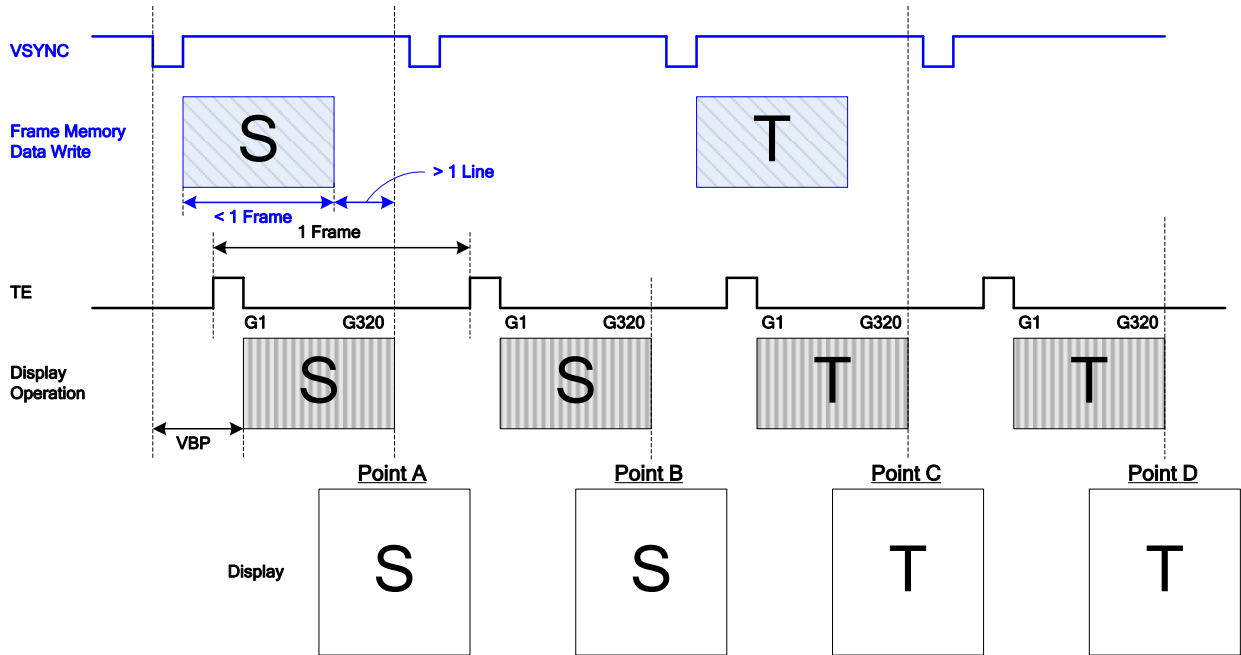 VSYNC
Frame Memory
Data Write
S
T
> 1 Line
< 1 Frame
1 Frame
TE
G1
G320
G1
G320
G1
G320
G1
G320
Display
Operation
S
S
T
T
VBP
Point A
Point B
Point C
Point D
Display
S
S
T
T